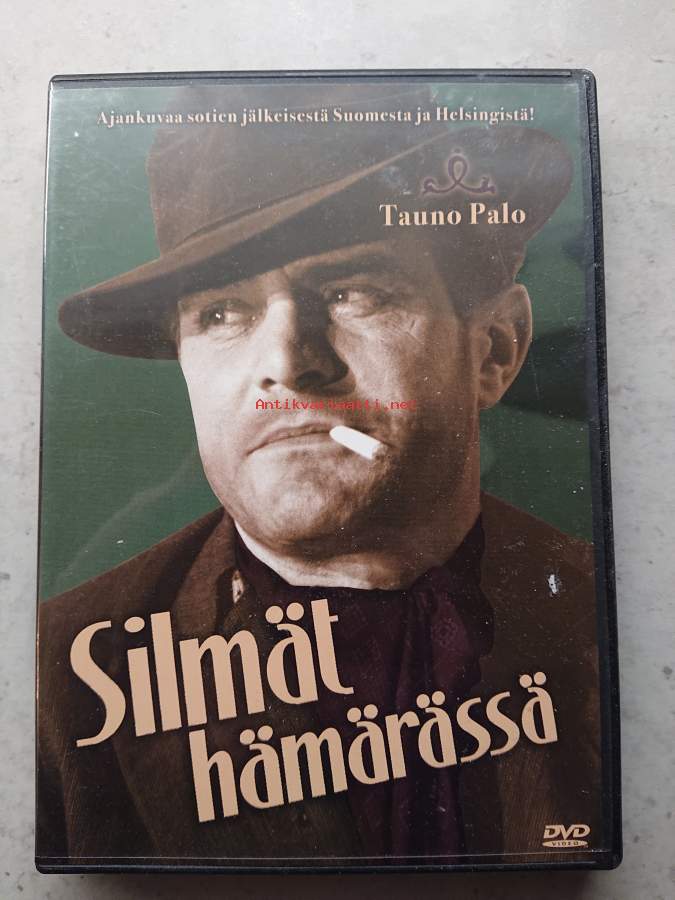 Ajankuvaa sotien jälkeisestä Suomesta ja Helsingistä!
Tauno Palo
Antikvariaatti.net
Silmät
hämärässä
DVD
VIDEO